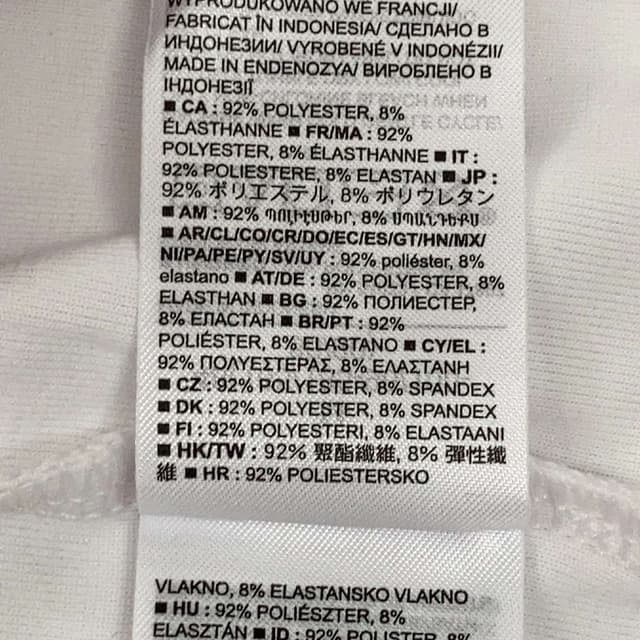 WYPRODUKOWANO WE FRANCJI/
FABRICAT ÎN INDONESIA/ СДЕЛАНО В
ИНДОНЕЗИИ/ VYROBENÉ V INDONÉZII/
MADE IN ENDENOZYA/ ВИРОБЛЕНО В
ІНДОНЕЗІЇ
■ CA : 92% POLYESTER, 8%
ÉLASTHANNE ■ FR/MA : 92%
POLYESTER, 8% ÉLASTHANNE ■ IT :
92% POLIESTERE, 8% ELASTAN ■ JP :
92% ポリエステル, 8% ポリウレタン
■ AM : 92% ՊՈԼԻԷՍԹԵՐ, 8% ՍՊԱՆԴԵՔՍ
■ AR/CL/CO/CR/DO/EC/ES/GT/HN/MX/
NI/PA/PE/PY/SV/UY : 92% poliéster, 8%
elastano ■ AT/DE : 92% POLYESTER, 8%
ELASTHAN ■ BG : 92% ПОЛИЕСТЕР,
8% ЕЛАСТАН ■ BR/PT : 92%
POLIÉSTER, 8% ELASTANO ■ CY/EL :
92% ΠΟΛΥΕΣΤΕΡΑΣ, 8% ΕΛΑΣΤΑΝΗ
■ CZ : 92% POLYESTER, 8% SPANDEX
■ DK : 92% POLYESTER, 8% SPANDEX
■ FI : 92% POLYESTERI, 8% ELASTAANI
■ HK/TW : 92% 聚酯纖維, 8% 彈性纖
維 ■ HR : 92% POLIESTERSKO
VLAKNO, 8% ELASTANSKO VLAKNO
■ HU : 92% POLIÉSZTER, 8%
ELASZTÁN ■ ID : 92% POLISTER, 8%